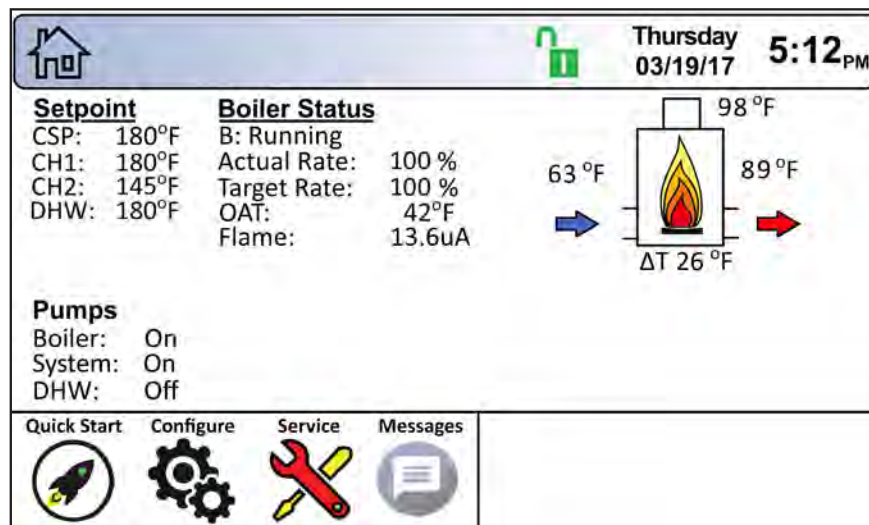 Thursday
03/19/17
5:12PM
Setpoint
CSP: 180°F
CH1: 180°F
CH2: 145°F
DHW: 180°F
Boiler Status
B: Running
Actual Rate: 100 %
Target Rate: 100 %
OAT: 42°F
Flame: 13.6uA
98 °F
63 °F
89 °F
ΔT 26 °F
Pumps
Boiler: On
System: On
DHW: Off
Quick Start
Configure
Service
Messages